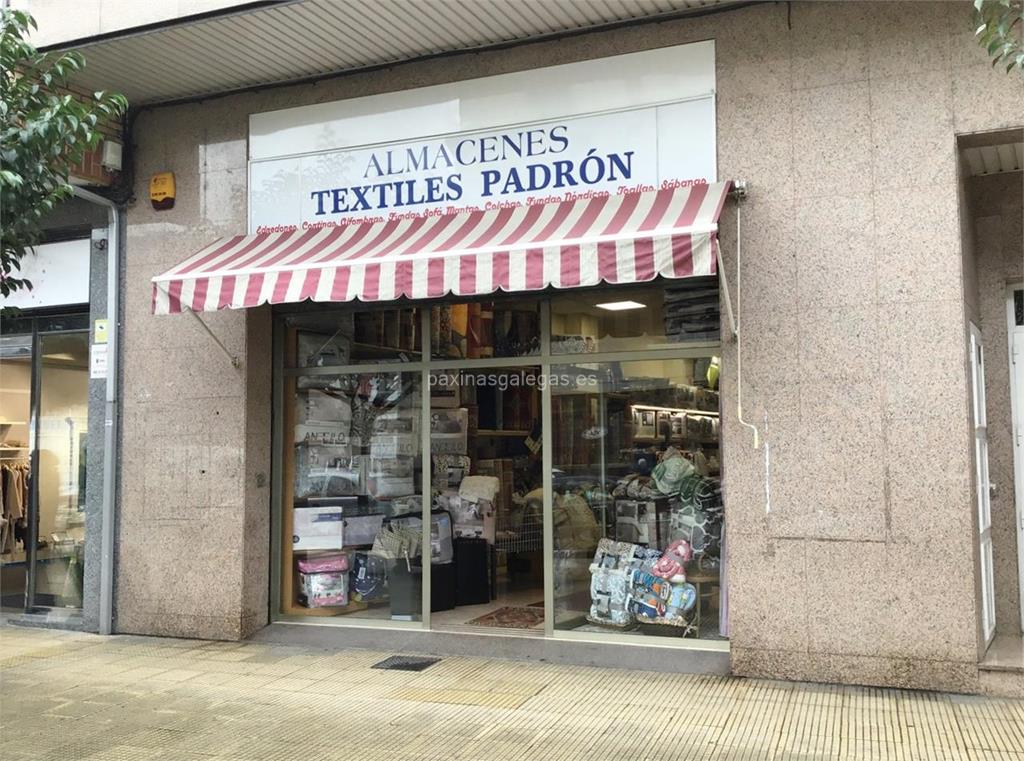 ALMACENES
TEXTILES PADRÓN
Edredones, Cortinas, Alfombras, Fundas Sofá, Mantas, Colchas, Fundas Nórdicas, Toallas, Sábanas
paxinasgalegas.es